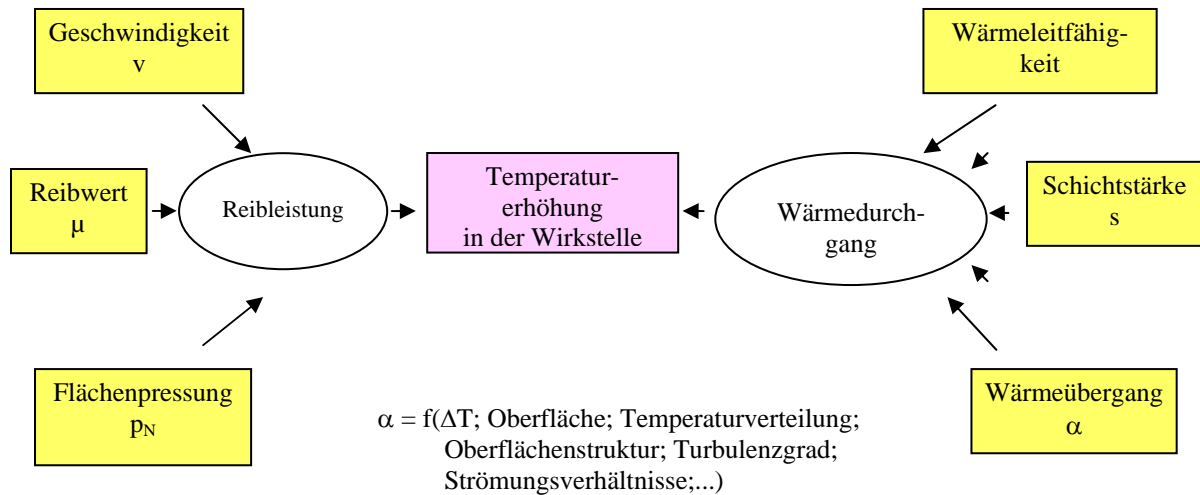 Geschwindigkeit
v
Wärmeleitfähig-
keit
Reibwert
μ
Reibleistung
Temperatur-
erhöhung
in der Wirkstelle
Wärmedurch-
gang
Schichtstärke
s
Flächenpressung
pN
Wärmeübergang
α
α = f(ΔT; Oberfläche; Temperaturverteilung;
Oberflächenstruktur; Turbulenzgrad;
Strömungsverhältnisse;...)